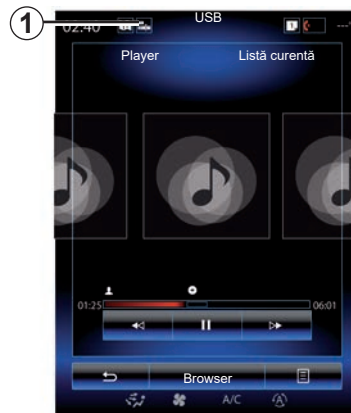 1
02:40 USB
Player Listă curentă
01:25 06:01
Browser
A/C A